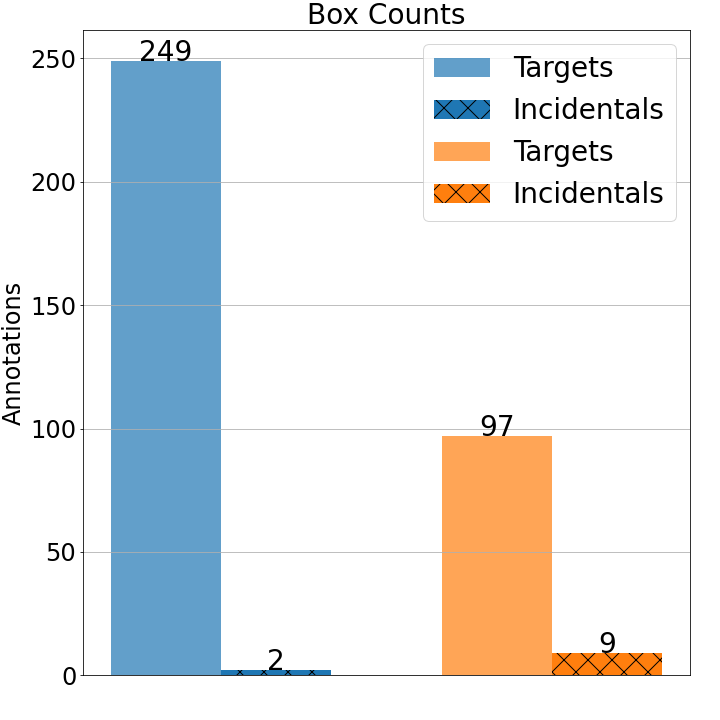 Box Counts
Annotations
250
200
150
100
50
0
249
2
97
9
Targets
Incidentals
Targets
Incidentals